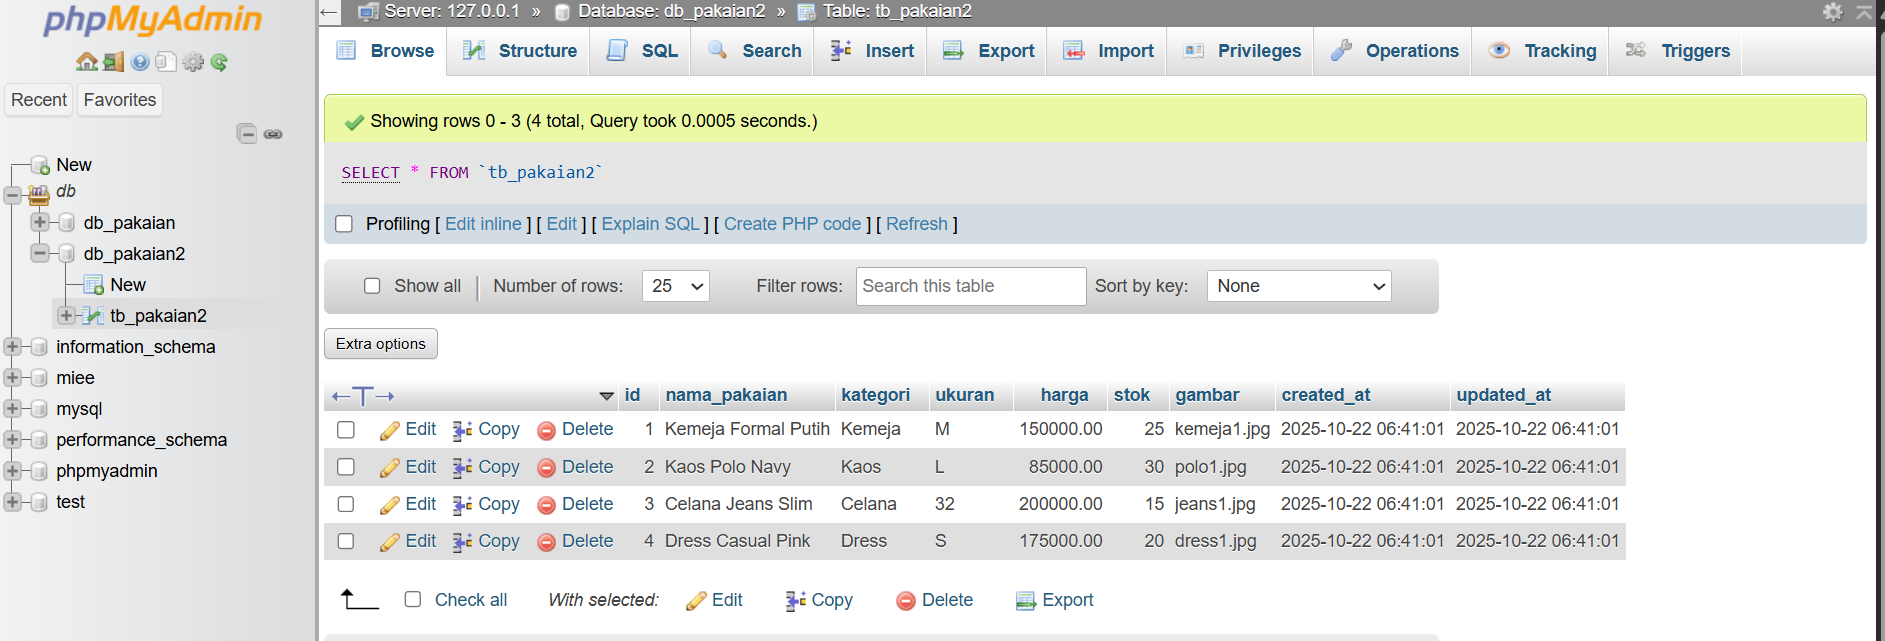 phpMyAdmin
Recent Favorites
New
db
db_pakaian
db_pakaian2
New
tb_pakaian2
information_schema
miee
mysql
performance_schema
phpmyadmin
test
Server: 127.0.0.1 » Database: db_pakaian2 » Table: tb_pakaian2
Browse Structure SQL Search Insert Export Import Privileges Operations Tracking Triggers
Showing rows 0 - 3 (4 total, Query took 0.0005 seconds.)
SELECT * FROM `tb_pakaian2`
Profiling [ Edit inline ] [ Edit ] [ Explain SQL ] [ Create PHP code ] [ Refresh ]
Show all | Number of rows: 25 Filter rows: Search this table Sort by key: None
Extra options
←T→ id nama_pakaian kategori ukuran harga stok gambar created_at updated_at
Edit Copy Delete 1 Kemeja Formal Putih Kemeja M 150000.00 25 kemeja1.jpg 2025-10-22 06:41:01 2025-10-22 06:41:01
Edit Copy Delete 2 Kaos Polo Navy Kaos L 85000.00 30 polo1.jpg 2025-10-22 06:41:01 2025-10-22 06:41:01
Edit Copy Delete 3 Celana Jeans Slim Celana 32 200000.00 15 jeans1.jpg 2025-10-22 06:41:01 2025-10-22 06:41:01
Edit Copy Delete 4 Dress Casual Pink Dress S 175000.00 20 dress1.jpg 2025-10-22 06:41:01 2025-10-22 06:41:01
Check all With selected: Edit Copy Delete Export